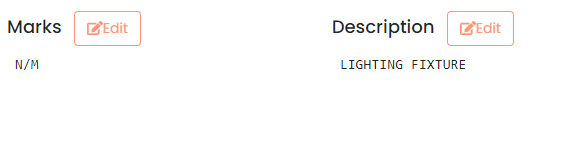 Marks Edit Description Edit
N/M LIGHTING FIXTURE